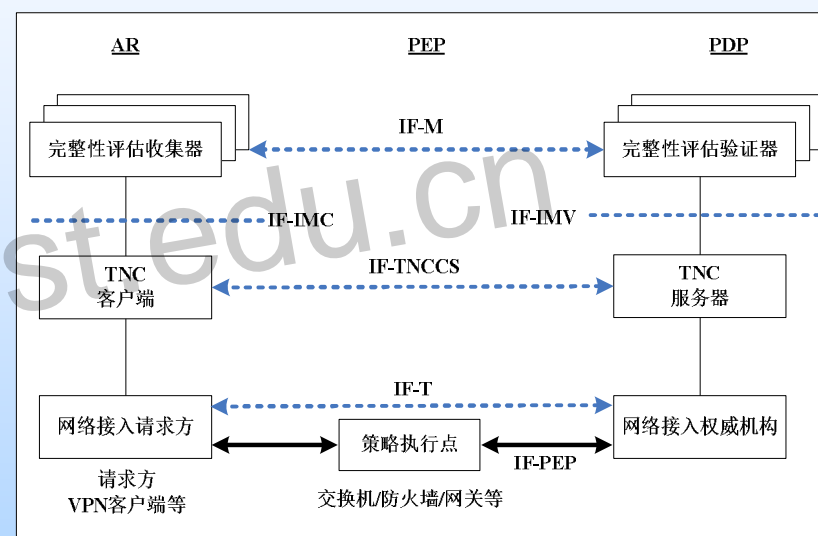 AR
PEP
PDP
完整性评估收集器
IF-M
完整性评估验证器
IF-IMC
IF-IMV
TNC
客户端
IF-TNCCS
TNC
服务器
IF-T
网络接入请求方
策略执行点
网络接入权威机构
IF-PEP
请求方
VPN客户端等
交换机/防火墙/网关等
st.edu.cn